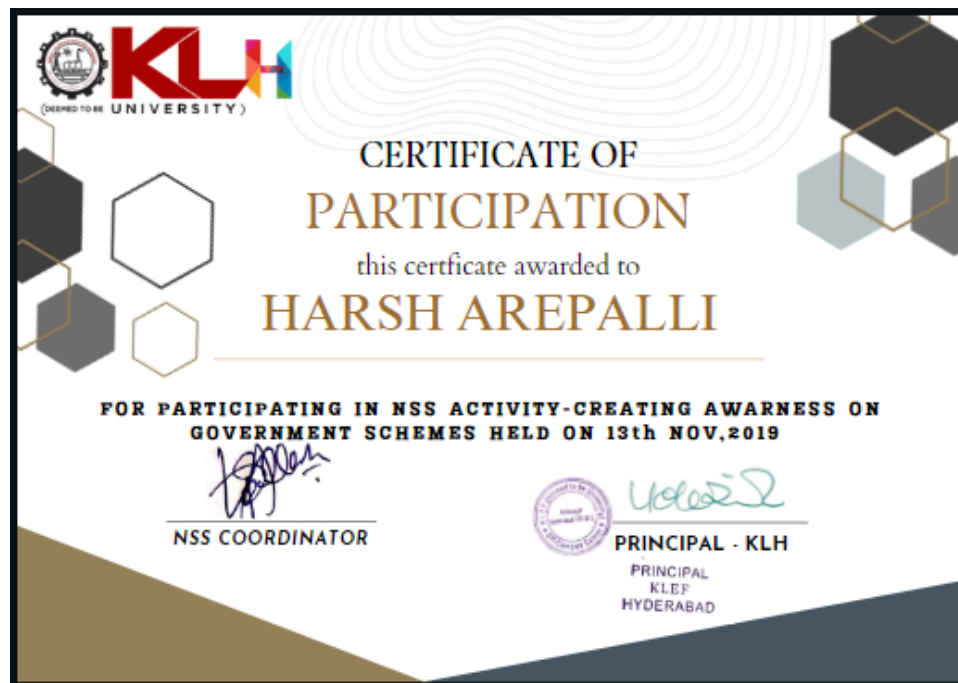 KLH
(DEEMED TO BE UNIVERSITY)
CERTIFICATE OF
PARTICIPATION
this certficate awarded to
HARSH AREPALLI
FOR PARTICIPATING IN NSS ACTIVITY-CREATING AWARNESS ON
GOVERNMENT SCHEMES HELD ON 13th NOV,2019
NSS COORDINATOR
PRINCIPAL - KLH
PRINCIPAL
KLEF
HYDERABAD